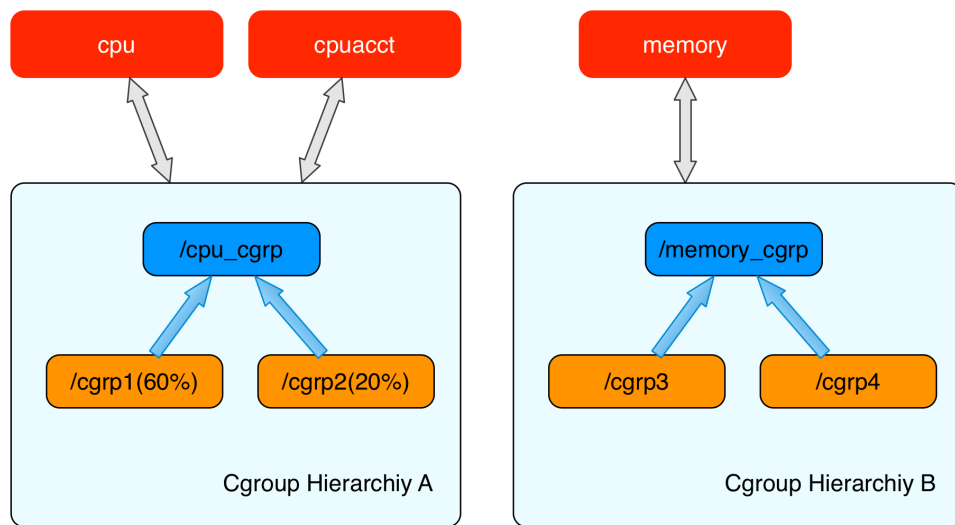 cpu
cpuacct
memory
/cpu_cgrp
/memory_cgrp
/cgrp1(60%)
/cgrp2(20%)
/cgrp3
/cgrp4
Cgroup Hierarchiy A
Cgroup Hierarchiy B